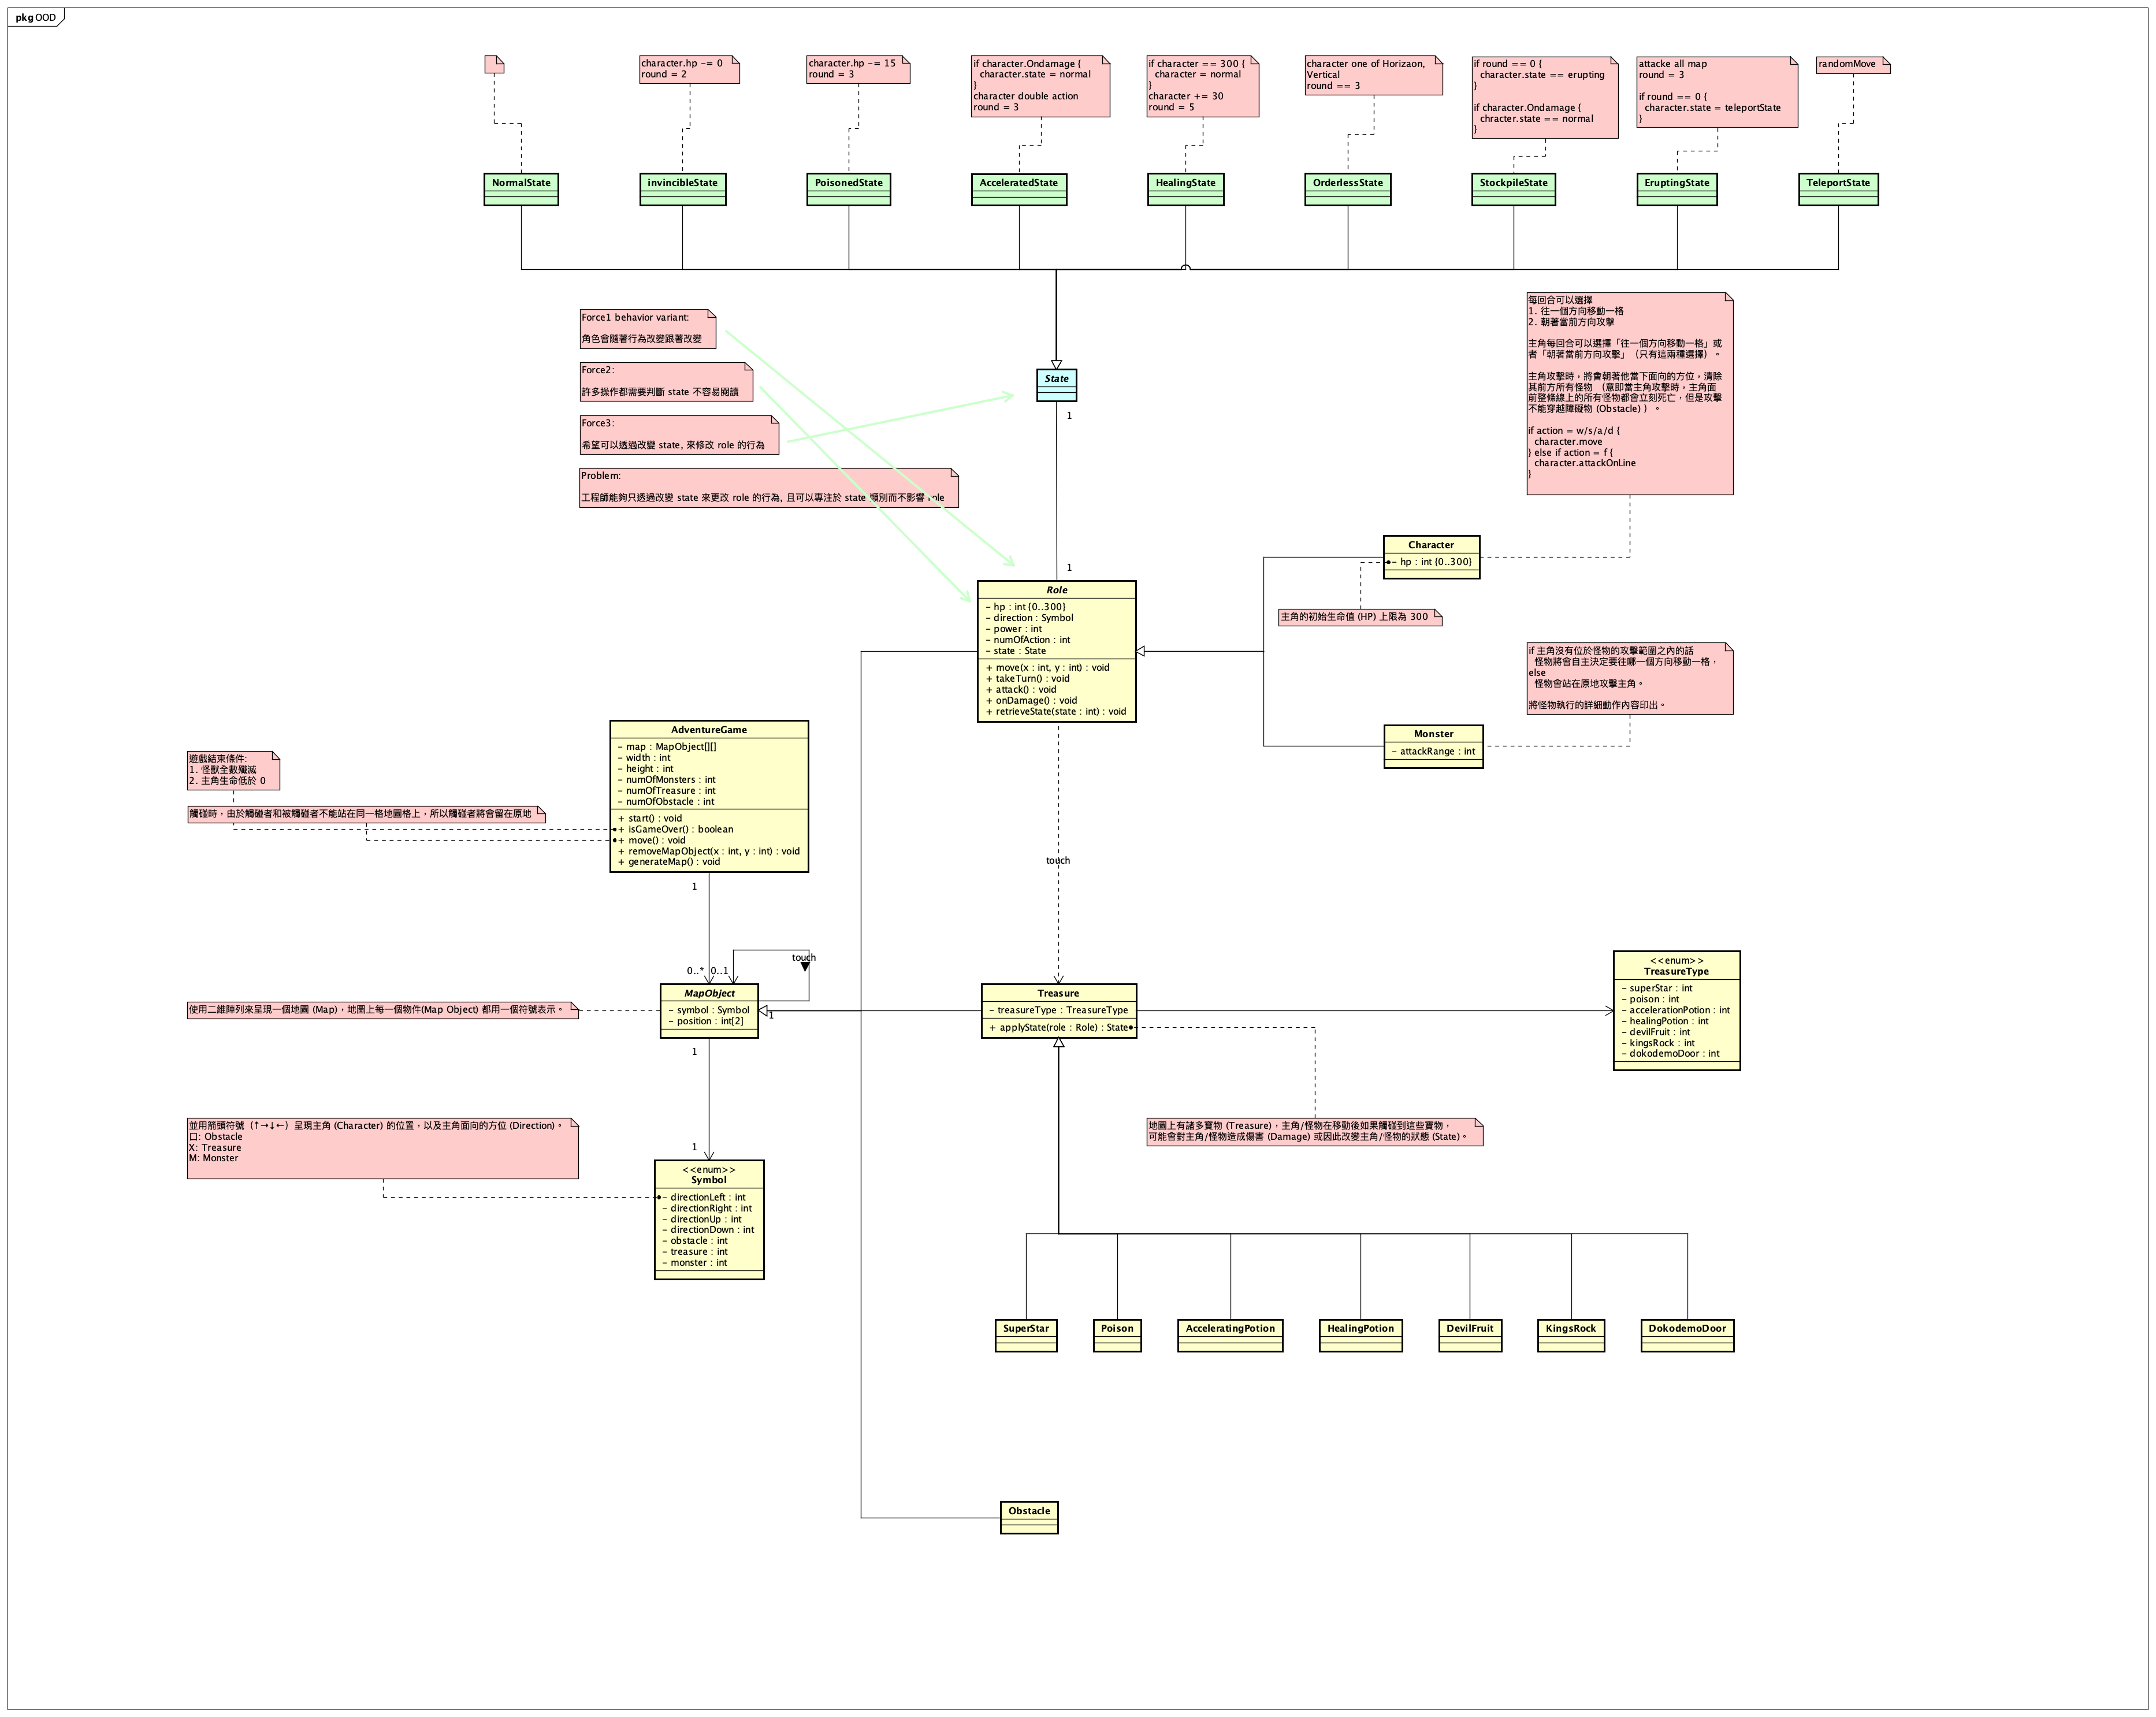 pkg OOD
character.hp -= 0
round = 2
character.hp -= 15
round = 3
if character.Ondamage {
character.state = normal
}
character double action
round = 3
if character == 300 {
character = normal
}
character += 30
round = 5
character one of Horizaon,
Vertical
round == 3
if round == 0 {
character.state == erupting
}
if character.Ondamage {
chracter.state == normal
}
attacke all map
round = 3
if round == 0 {
character.state = teleportState
}
randomMove
NormalState
invincibleState
PoisonedState
AcceleratedState
HealingState
OrderlessState
StockpileState
EruptingState
TeleportState
Force1 behavior variant:
角色會隨著行為改變跟著改變
Force2:
許多操作都需要判斷 state 不容易閱讀
Force3:
希望可以透過改變 state, 來修改 role 的行為
Problem:
工程師能夠只透過改變 state 來更改 role 的行為, 且可以專注於 state 類別而不影響 role
State
1
1
每回合可以選擇
1. 往一個方向移動一格
2. 朝著當前方向攻擊
主角每回合可以選擇「往一個方向移動一格」或
者「朝著當前方向攻擊」（只有這兩種選擇）。
主角攻擊時，將會朝著他當下面向的方位，清除
其前方所有怪物 （意即當主角攻擊時，主角面
前整條線上的所有怪物都會立刻死亡，但是攻擊
不能穿越障礙物 (Obstacle) ）。
if action = w/s/a/d {
character.move
} else if action = f {
character.attackOnLine
}
Character
- hp : int {0..300}
主角的初始生命值 (HP) 上限為 300
Role
- hp : int {0..300}
- direction : Symbol
- power : int
- numOfAction : int
- state : State
+ move(x : int, y : int) : void
+ takeTurn() : void
+ attack() : void
+ onDamage() : void
+ retrieveState(state : int) : void
if 主角沒有位於怪物的攻擊範圍之內的話
怪物將會自主決定要往哪一個方向移動一格，
else
怪物會站在原地攻擊主角。
將怪物執行的詳細動作內容印出。
Monster
- attackRange : int
AdventureGame
- map : MapObject[][]
- width : int
- height : int
- numOfMonsters : int
- numOfTreasure : int
- numOfObstacle : int
+ start() : void
+ isGameOver() : boolean
+ move() : void
+ removeMapObject(x : int, y : int) : void
+ generateMap() : void
遊戲結束條件:
1. 怪獸全數殲滅
2. 主角生命低於 0
觸碰時，由於觸碰者和被觸碰者不能站在同一格地圖格上，所以觸碰者將會留在原地
touch
1
0..*
0..1
touch
使用二維陣列來呈現一個地圖 (Map)，地圖上每一個物件(Map Object) 都用一個符號表示。
MapObject
- symbol : Symbol
- position : int[2]
1
1
1
Treasure
- treasureType : TreasureType
+ applyState(role : Role) : State
<<enum>>
TreasureType
- superStar : int
- poison : int
- accelerationPotion : int
- healingPotion : int
- devilFruit : int
- kingsRock : int
- dokodemoDoor : int
地圖上有諸多寶物 (Treasure)，主角/怪物在移動後如果觸碰到這些寶物，
可能會對主角/怪物造成傷害 (Damage) 或因此改變主角/怪物的狀態 (State)。
並用箭頭符號（↑→↓←）呈現主角 (Character) 的位置，以及主角面向的方位 (Direction)。
口: Obstacle
X: Treasure
M: Monster
<<enum>>
Symbol
- directionLeft : int
- directionRight : int
- directionUp : int
- directionDown : int
- obstacle : int
- treasure : int
- monster : int
SuperStar
Poison
AcceleratingPotion
HealingPotion
DevilFruit
KingsRock
DokodemoDoor
Obstacle